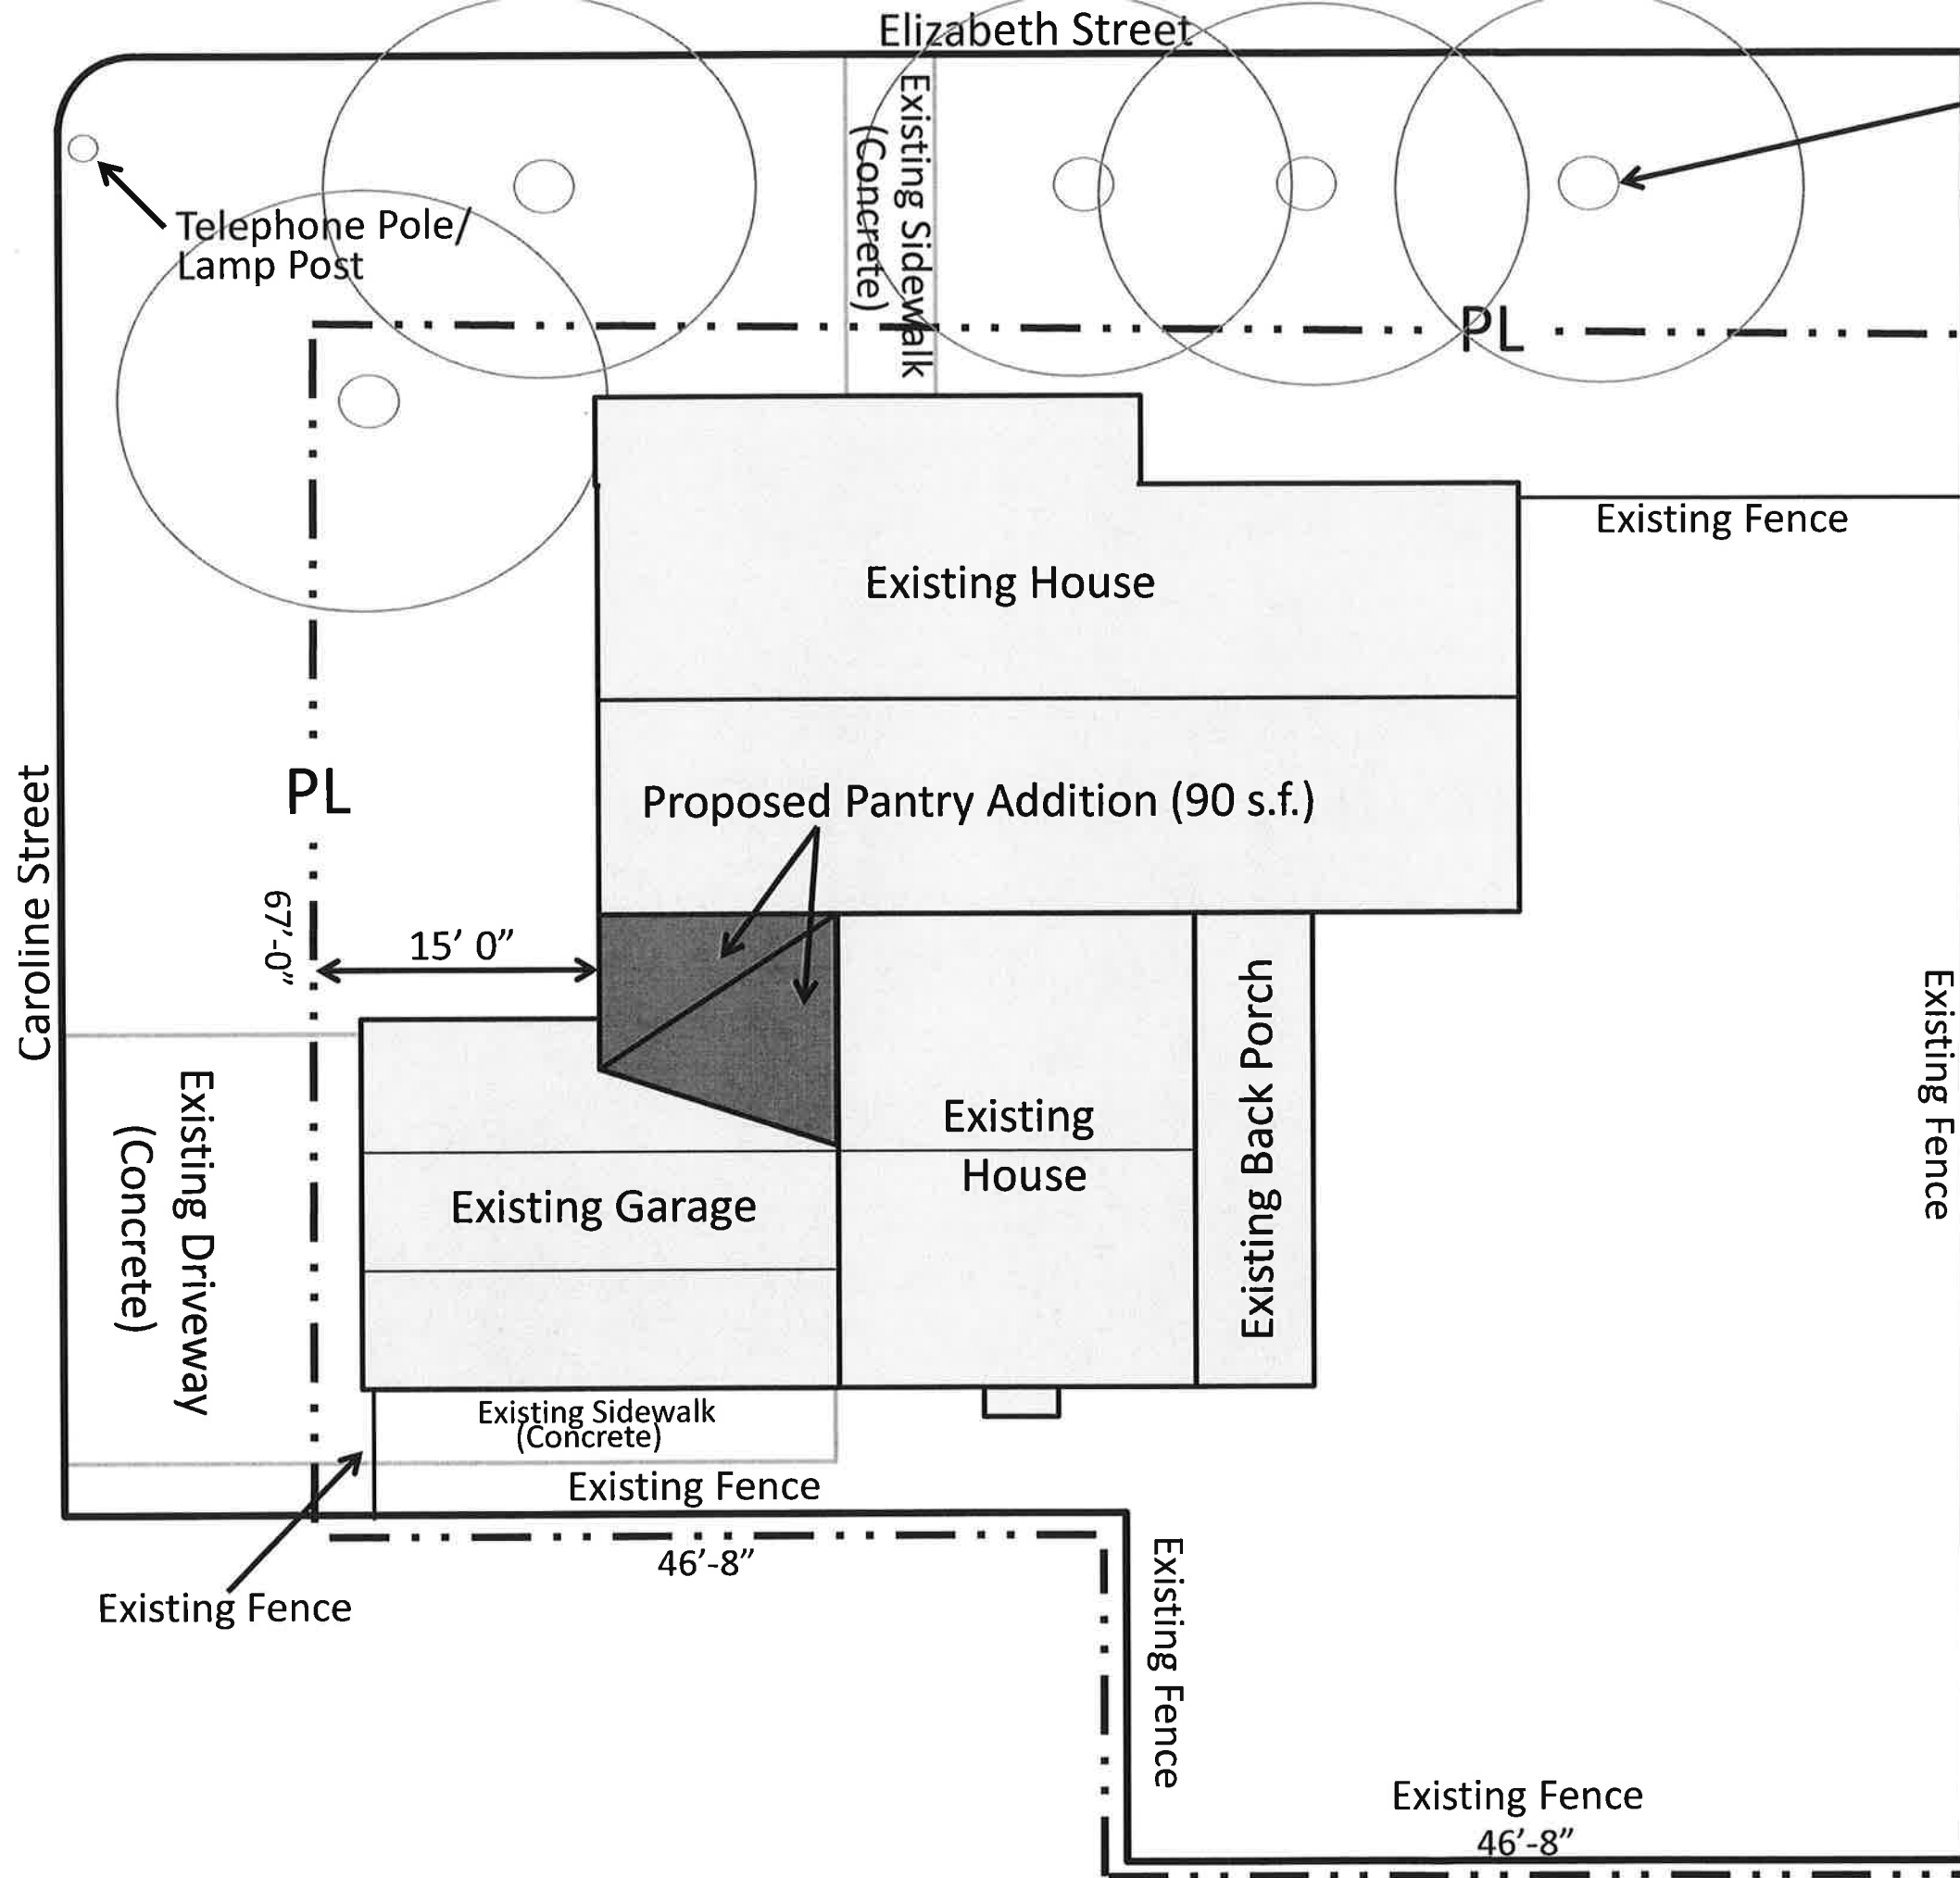 Elizabeth Street
Existing Sidewalk
(Concrete)
Telephone Pole/
Lamp Post
PL
Existing Fence
Existing House
PL
Caroline Street
Proposed Pantry Addition (90 s.f.)
67'-0"
15' 0"
Existing Driveway
(Concrete)
Existing
House
Existing Garage
Existiing Back Porch
Existing Fence
Existing Sidewalk
(Concrete)
Existing Fence
46'-8"
Existing Fence
Existing Fence
Existing Fence
46'-8"